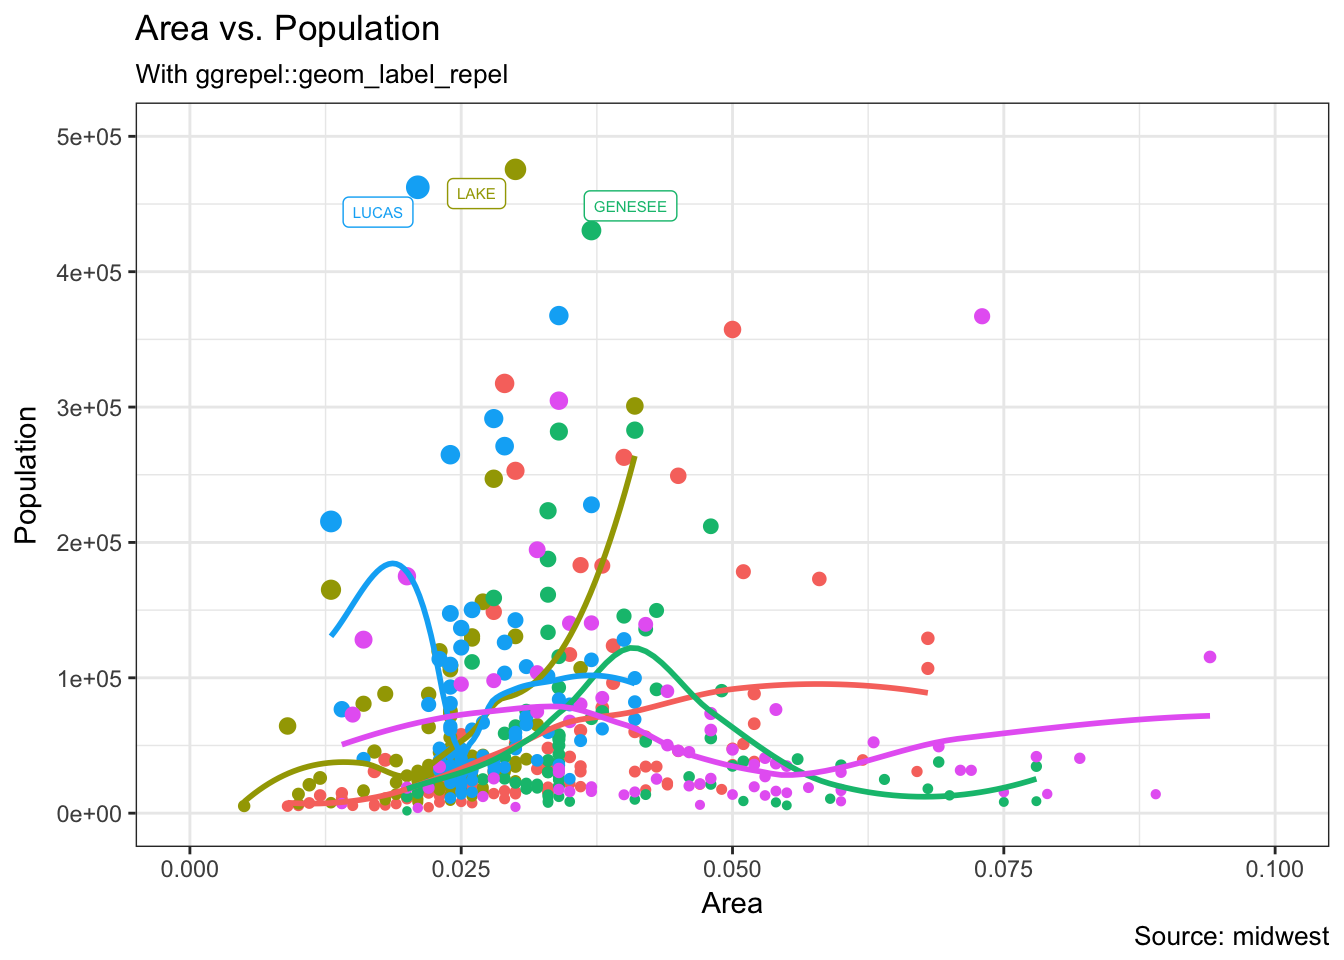 Area vs. Population
With ggrepel::geom_label_repel
5e+05
4e+05
3e+05
2e+05
1e+05
0e+00
Population
LUCAS
LAKE
GENESEE
0.000
0.025
0.050
0.075
0.100
Area
Source: midwest